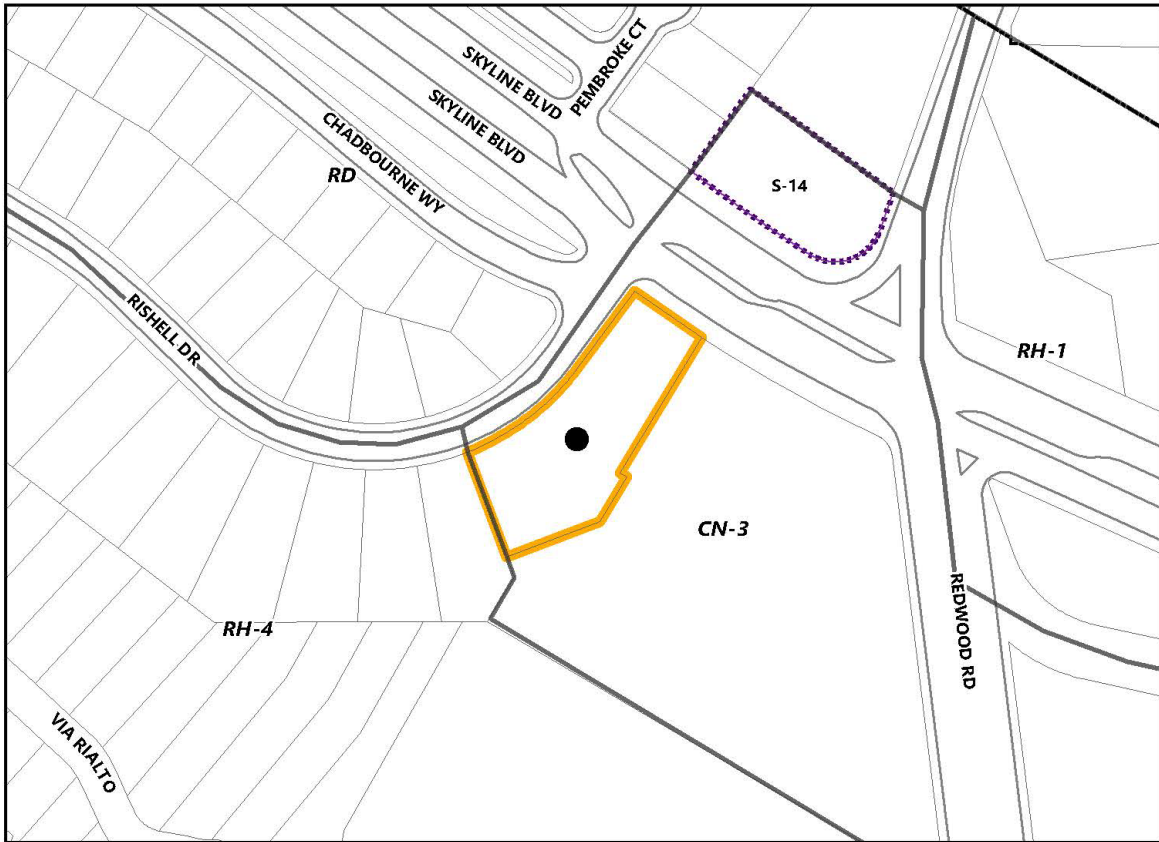 SKYLINE BLVD
PEMBROKE CT
SKYLINE BLVD
CHADBOURNE WY
RD
S-14
RISHELL DR
RH-1
CN-3
REDWOOD RD
RH-4
VIA RIALTO